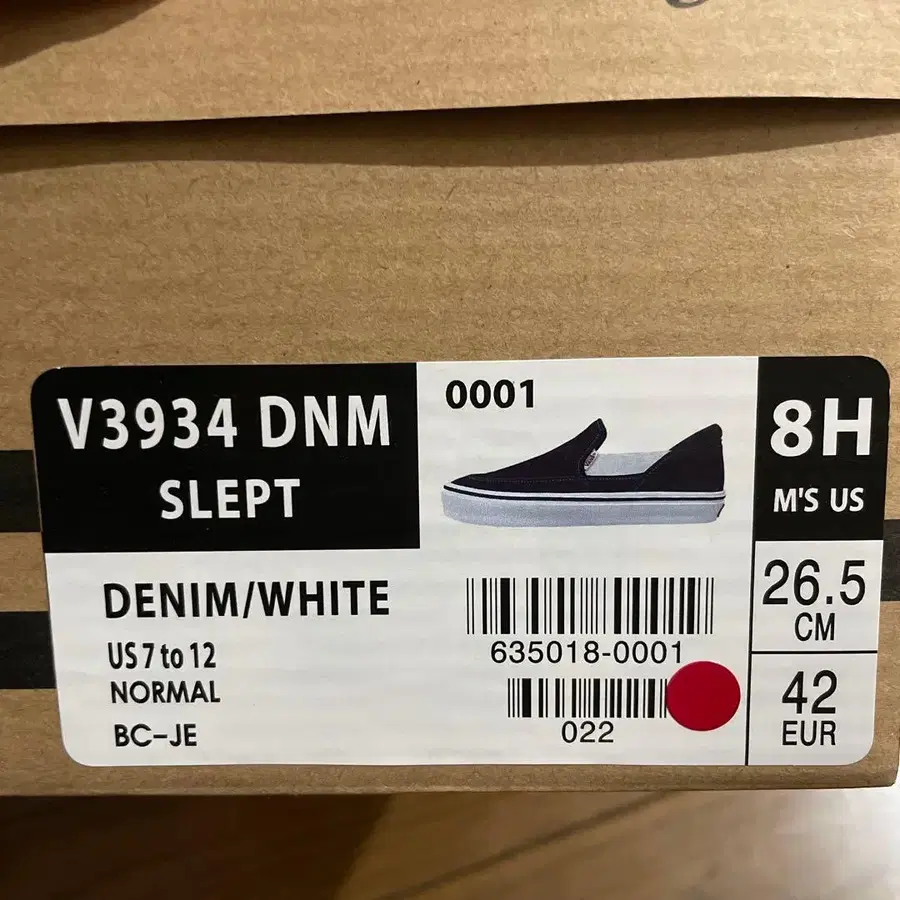 V3934 DNM
SLEPT
0001
8H
M'S US
DENIM/WHITE
US 7 to 12
NORMAL
BC-JE
635018-0001
022
26.5
CM
42
EUR